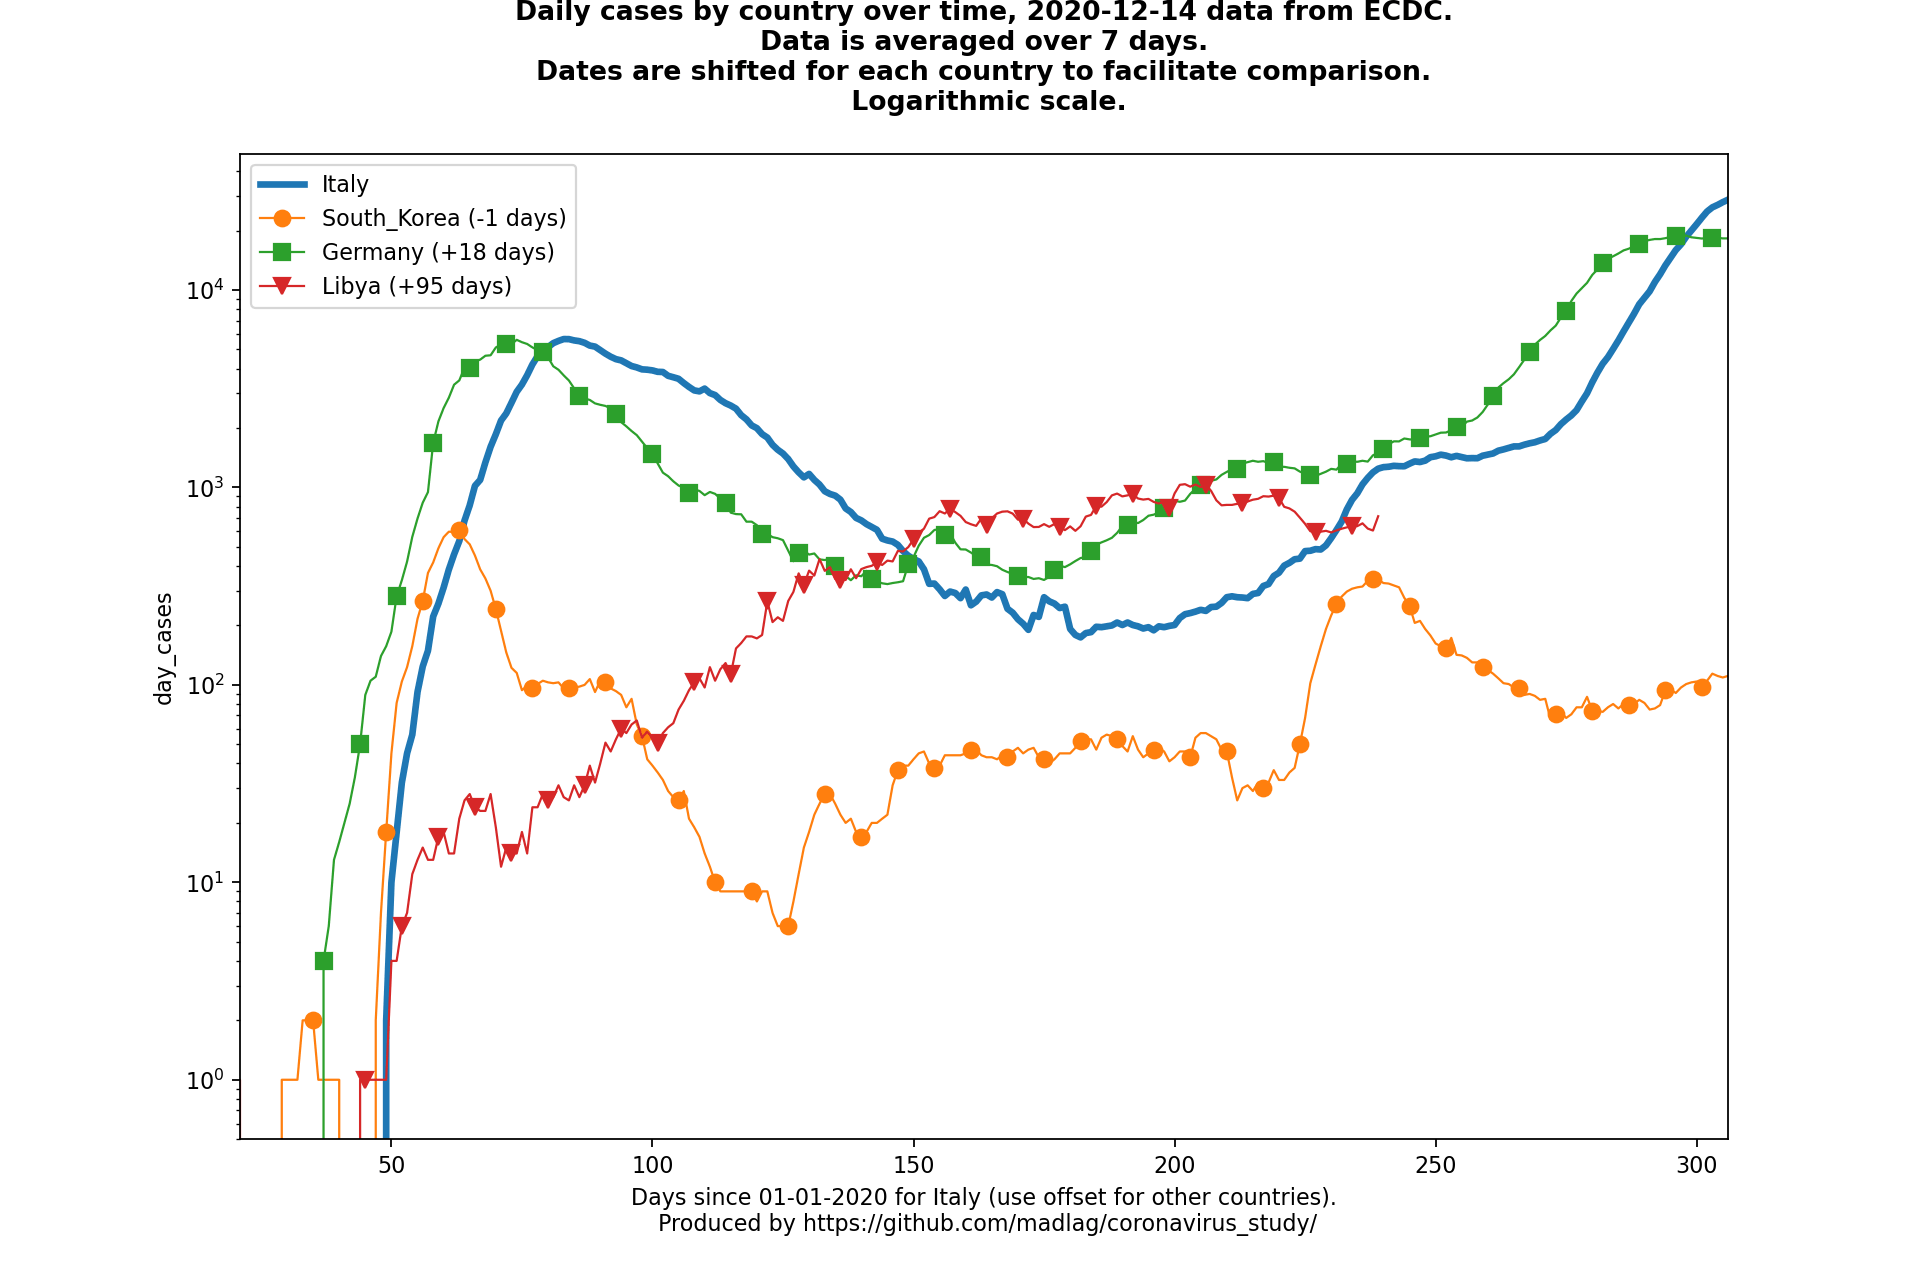 Daily cases by country over time, 2020-12-14 data from ECDC.
Data is averaged over 7 days.
Dates are shifted for each country to facilitate comparison.
Logarithmic scale.
Italy
South_Korea (-1 days)
Germany (+18 days)
Libya (+95 days)
day_cases
10⁴
10³
10²
10¹
10⁰
50 100 150 200 250 300
Days since 01-01-2020 for Italy (use offset for other countries).
Produced by https://github.com/madlag/coronavirus_study/